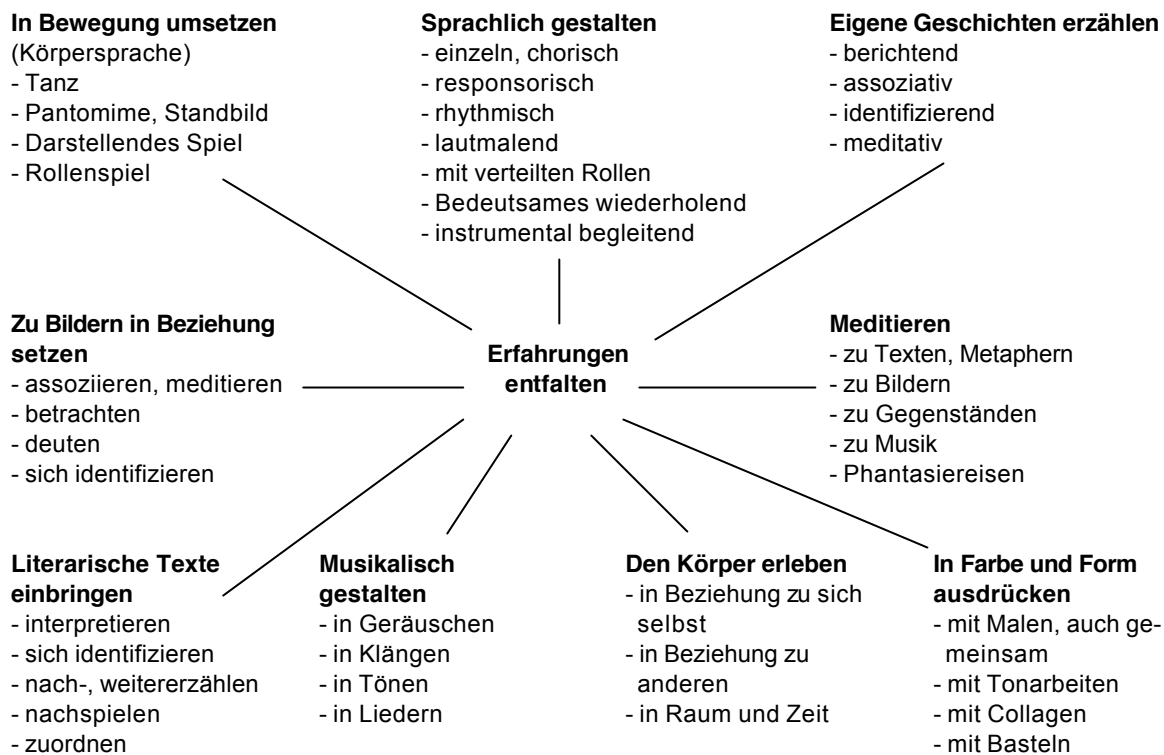 In Bewegung umsetzen
(Körpersprache)
- Tanz
- Pantomime, Standbild
- Darstellendes Spiel
- Rollenspiel
Sprachlich gestalten
- einzeln, chorisch
- responsorisch
- rhythmisch
- lautmalend
- mit verteilten Rollen
- Bedeutsames wiederholend
- instrumental begleitend
Eigene Geschichten erzählen
- berichtend
- assoziativ
- identifizierend
- meditativ
Zu Bildern in Beziehung
setzen
- assoziieren, meditieren
- betrachten
- deuten
- sich identifizieren
Erfahrungen
entfalten
Meditieren
- zu Texten, Metaphern
- zu Bildern
- zu Gegenständen
- zu Musik
- Phantasiereisen
Literarische Texte
einbringen
- interpretieren
- sich identifizieren
- nach-, weitererzählen
- nachspielen
- zuordnen
Musikalisch
gestalten
- in Geräuschen
- in Klängen
- in Tönen
- in Liedern
Den Körper erleben
- in Beziehung zu sich
selbst
- in Beziehung zu
anderen
- in Raum und Zeit
In Farbe und Form
ausdrücken
- mit Malen, auch ge-
meinsam
- mit Tonarbeiten
- mit Collagen
- mit Basteln